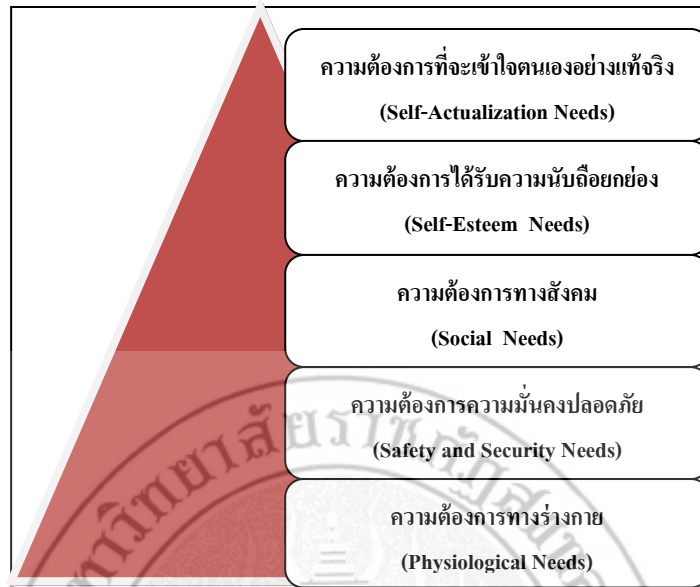 ความต้องการที่จะเข้าใจตนเองอย่างแท้จริง
(Self-Actualization Needs)
ความต้องการได้รับความนับถือยกย่อง
(Self-Esteem Needs)
ความต้องการทางสังคม
(Social Needs)
ความต้องการความมั่นคงปลอดภัย
(Safety and Security Needs)
ความต้องการทางร่างกาย
(Physiological Needs)